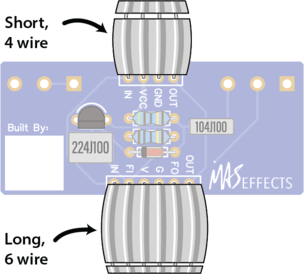 Short,
4 wire
IN
VCC
GND
OUT
Built By:
224J100
104J100
IN
FI
V
G
FO
OUT
MAS EFFECTS
Long,
6 wire